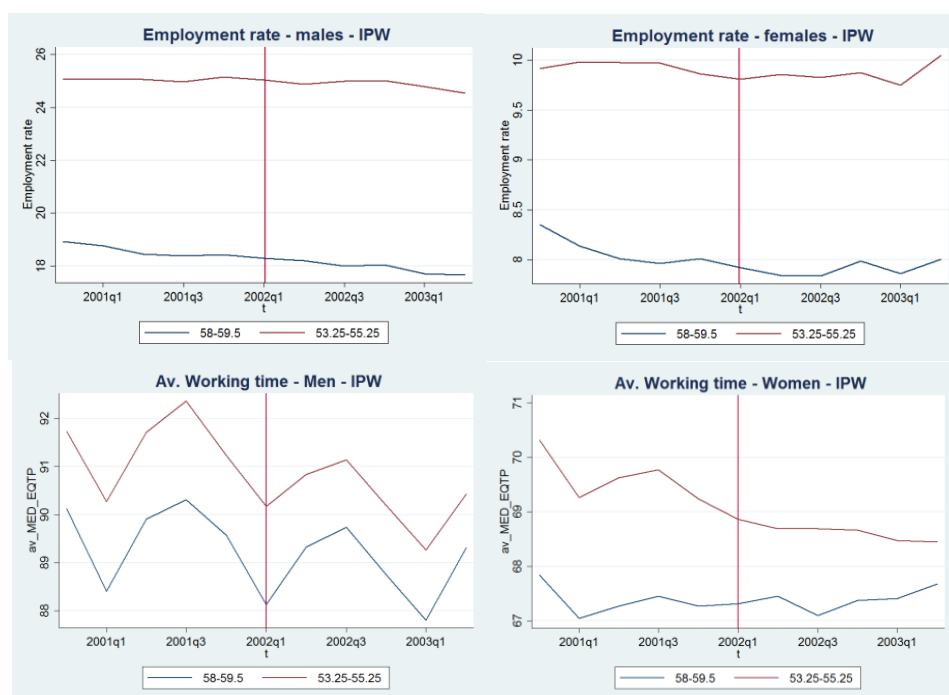 Employment rate - males - IPW
Employment rate
26
24
22
20
18
2001q1 2001q3 2002q1 2002q3 2003q1
t
58-59.5 53.25-55.25
Employment rate - females - IPW
Employment rate
10
9.5
9
8.5
8
2001q1 2001q3 2002q1 2002q3 2003q1
t
58-59.5 53.25-55.25
Av. Working time - Men - IPW
av_MED_EQTP
92
91
90
89
88
2001q1 2001q3 2002q1 2002q3 2003q1
t
58-59.5 53.25-55.25
Av. Working time - Women - IPW
av_MED_EQTP
71
70
69
68
67
2001q1 2001q3 2002q1 2002q3 2003q1
t
58-59.5 53.25-55.25